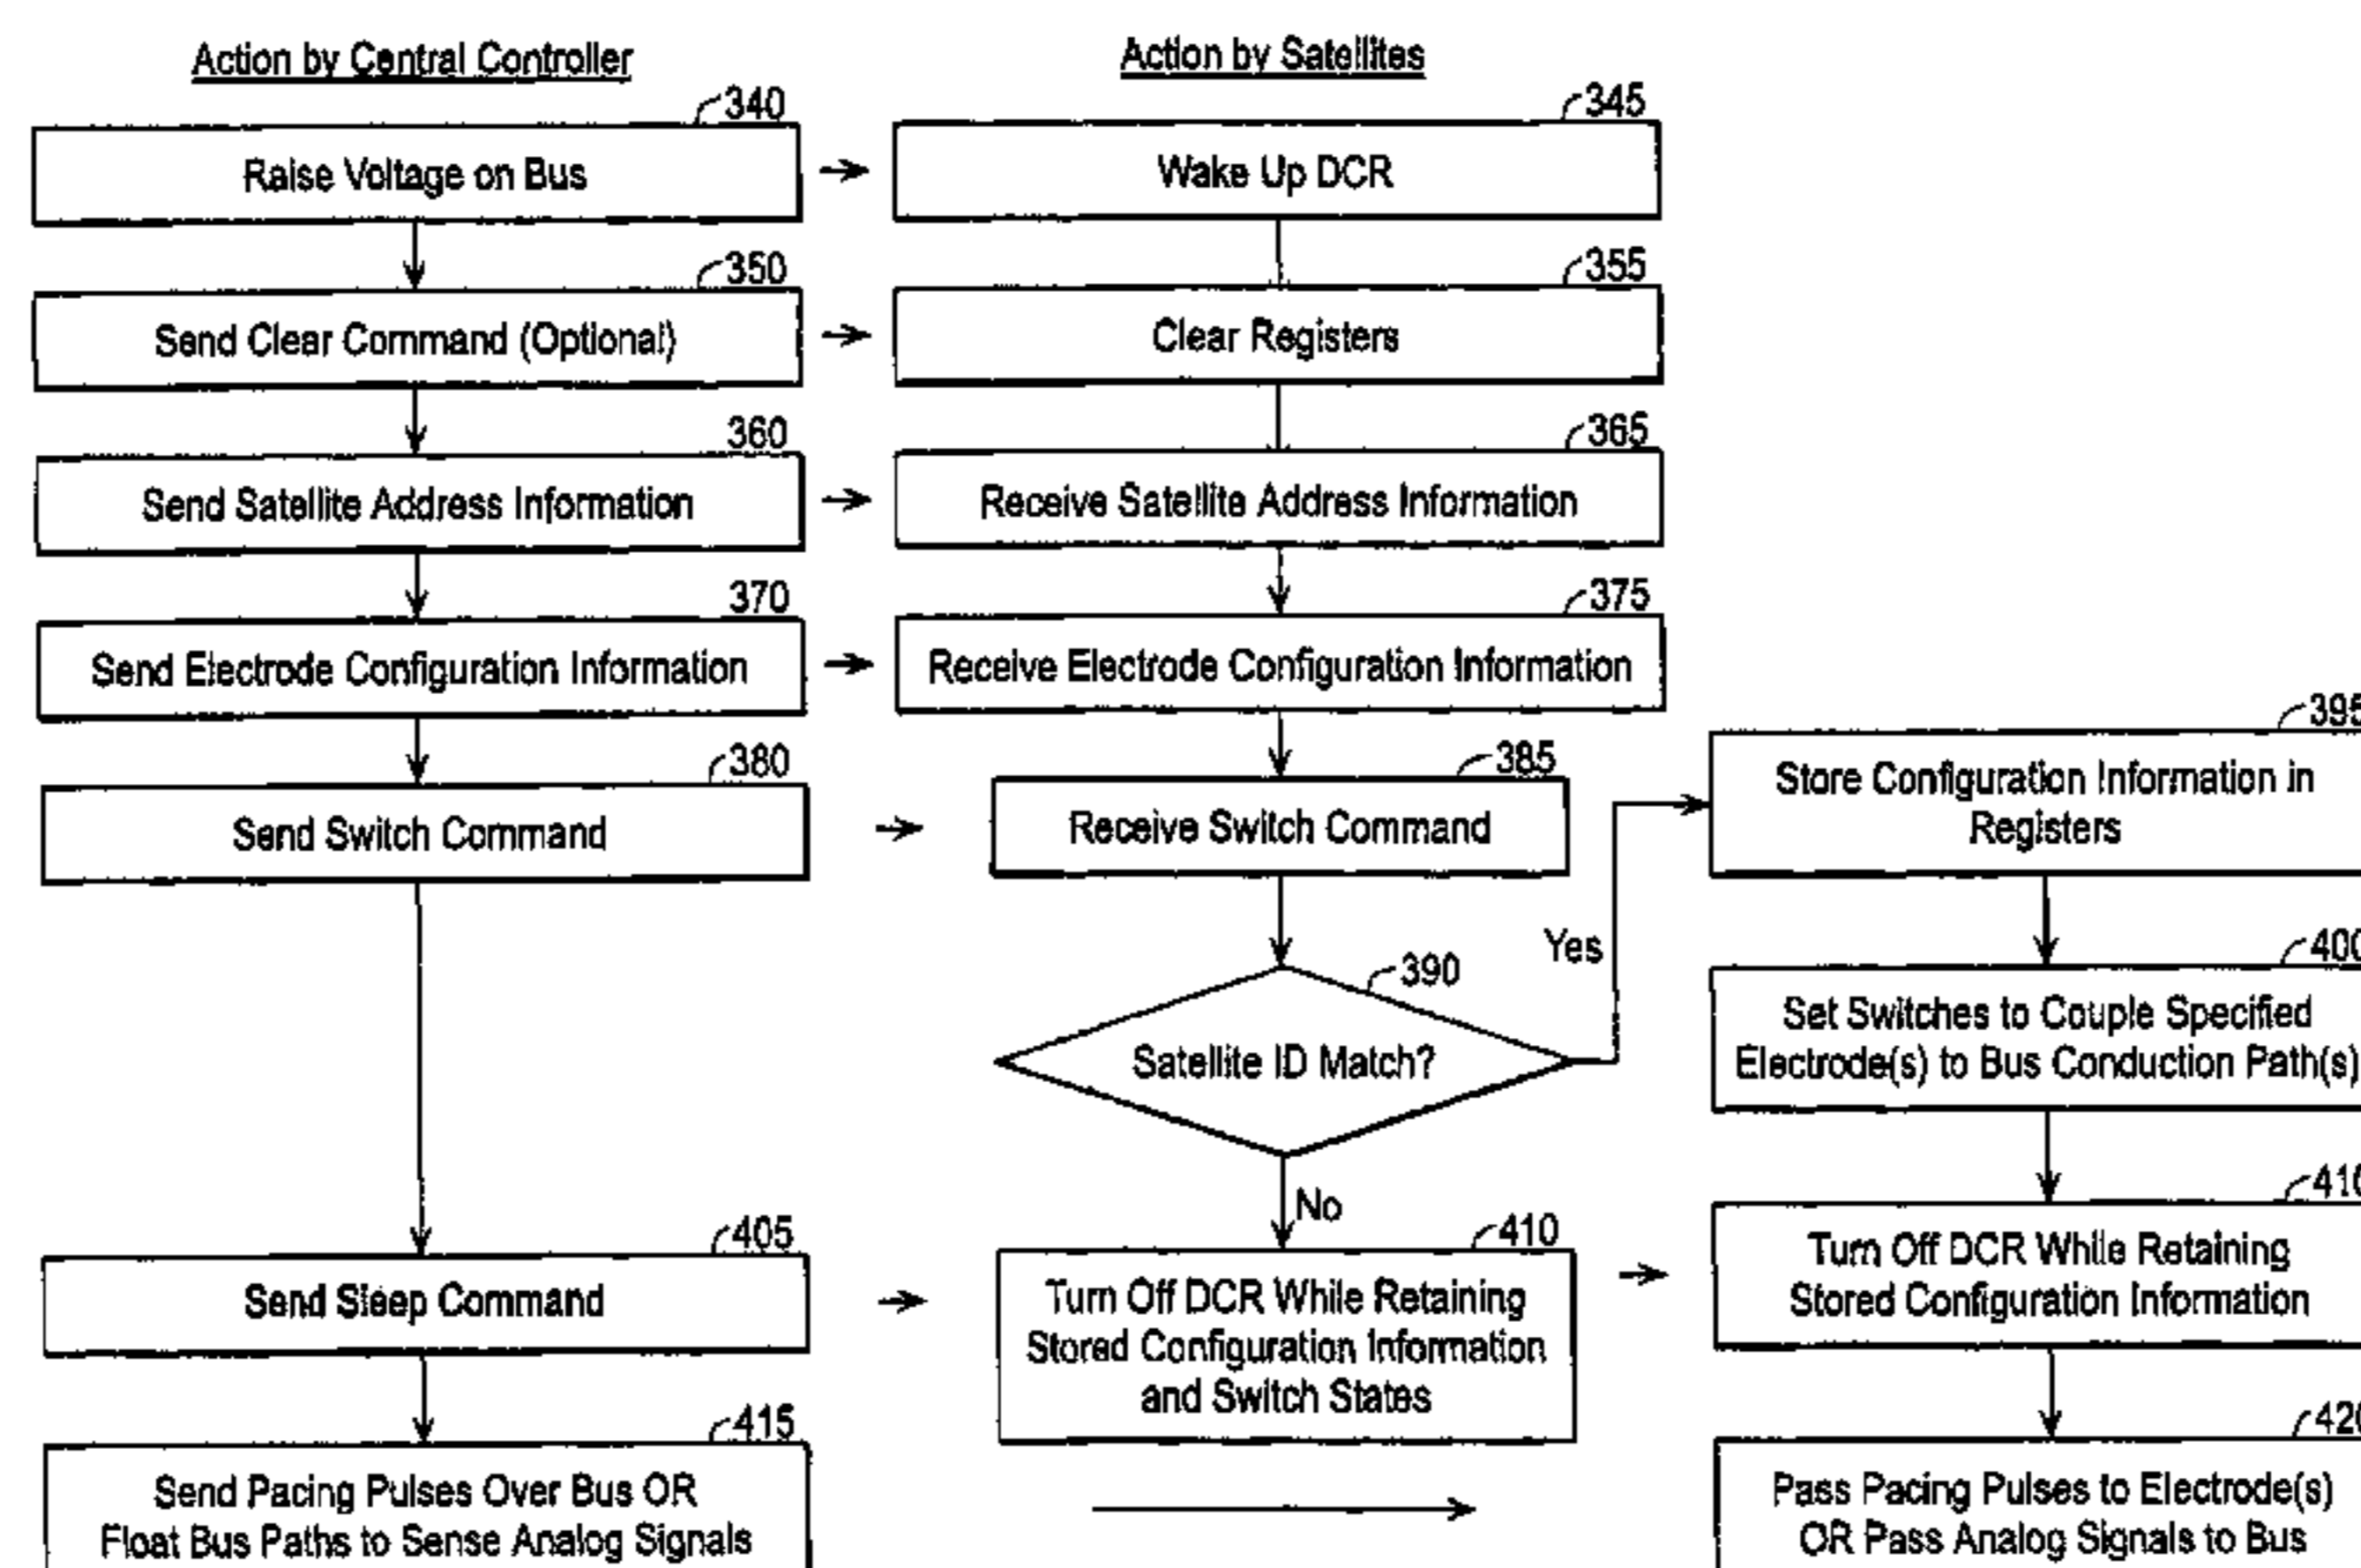 Action by Central Controller
Action by Satellites
340
345
Raise Voltage on Bus
Wake Up DCR
350
355
Send Clear Command (Optional)
Clear Registers
360
365
Send Satellite Address Information
Receive Satellite Address Information
370
375
Send Electrode Configuration Information
Receive Electrode Configuration Information
380
385
395
Send Switch Command
Receive Switch Command
Store Configuration Information in
Registers
390
Yes
400
Satellite ID Match?
Set Switches to Couple Specified
Electrode(s) to Bus Conduction Path(s)
No
405
410
410
Send Sleep Command
Turn Off DCR While Retaining
Stored Configuration Information
and Switch States
Turn Off DCR While Retaining
Stored Configuration Information
415
420
Send Pacing Pulses Over Bus OR
Float Bus Paths to Sense Analog Signals
Pass Pacing Pulses to Electrode(s)
OR Pass Analog Signals to Bus